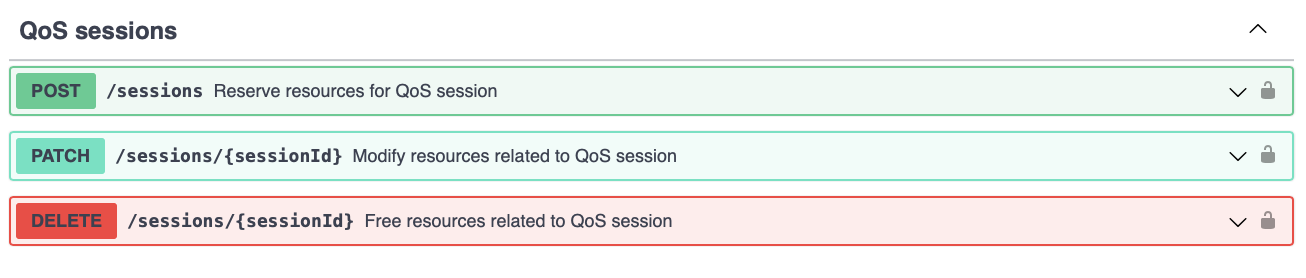 QoS sessions
POST /sessions Reserve resources for QoS session
PATCH /sessions/{sessionId} Modify resources related to QoS session
DELETE /sessions/{sessionId} Free resources related to QoS session